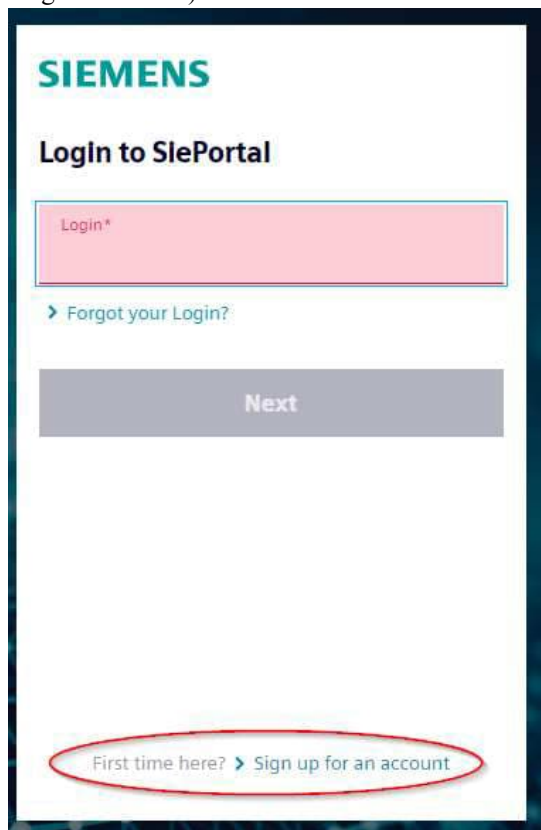 SIEMENS
Login to SiePortal
Login*
> Forgot your Login?
Next
First time here? > Sign up for an account